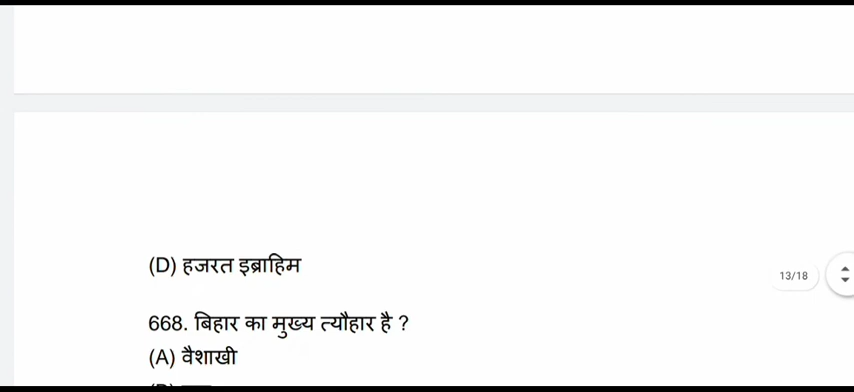 (D) हजरत इब्राहिम
13/18
668. बिहार का मुख्य त्यौहार है ?
(A) वैशाखी